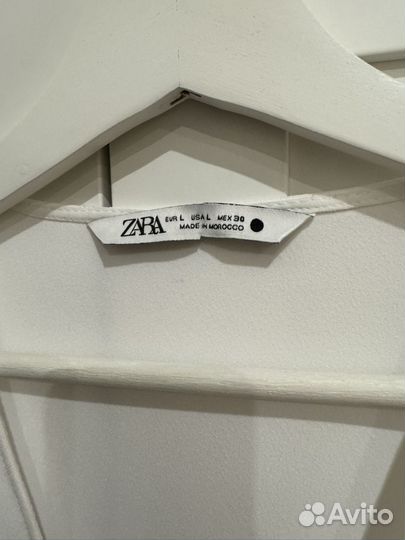 ZARA EUR L USA L MEX 30
MADE IN MOROCCO
Avito